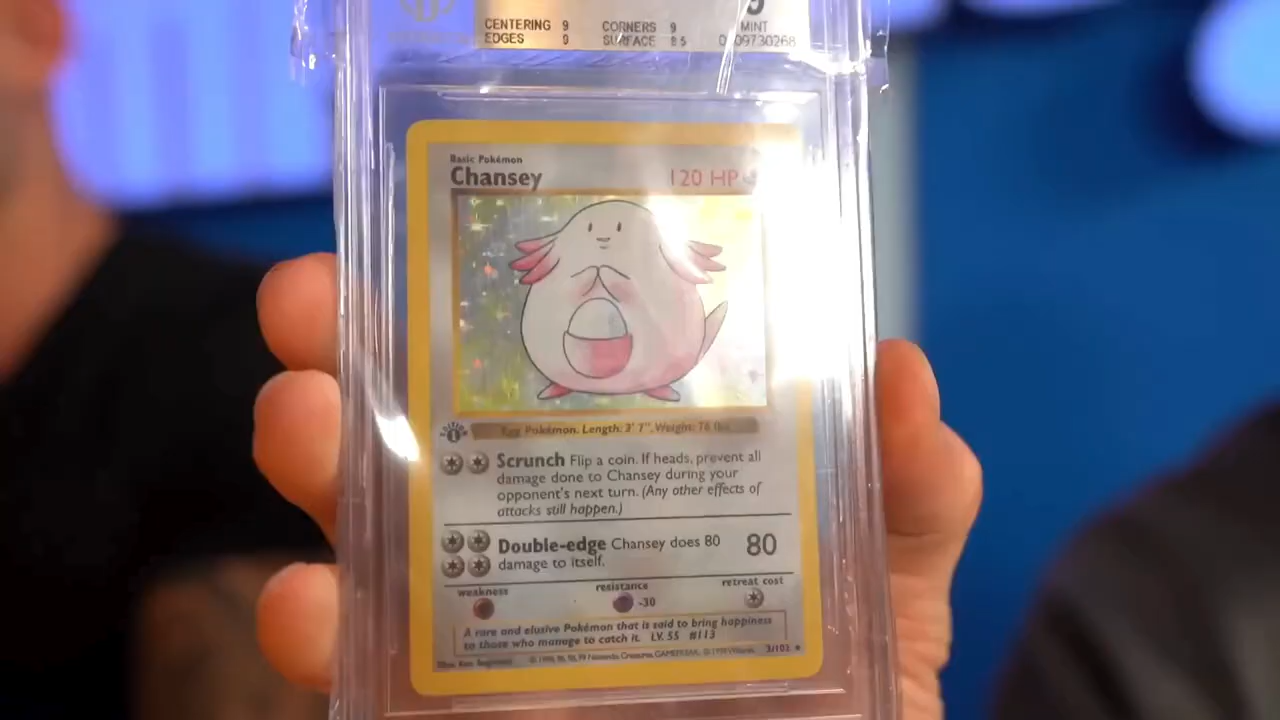 CENTERING 9 CORNERS 9
EDGES 9 SURFACE 8.5
9
MINT
Basic Pokémon
Chansey 120 HP
EDITION 1
Egg Pokémon. Length: 3' 7", Weight: 76 lbs.
Scrunch Flip a coin. If heads, prevent all
damage done to Chansey during your
opponent's next turn. (Any other effects of
attacks still happen.)
Double-edge Chansey does 80
damage to itself.
80
weakness resistance retreat cost
-30
A rare and elusive Pokémon that is said to bring happiness
to those who manage to catch it. LV. 55 #113
3/102